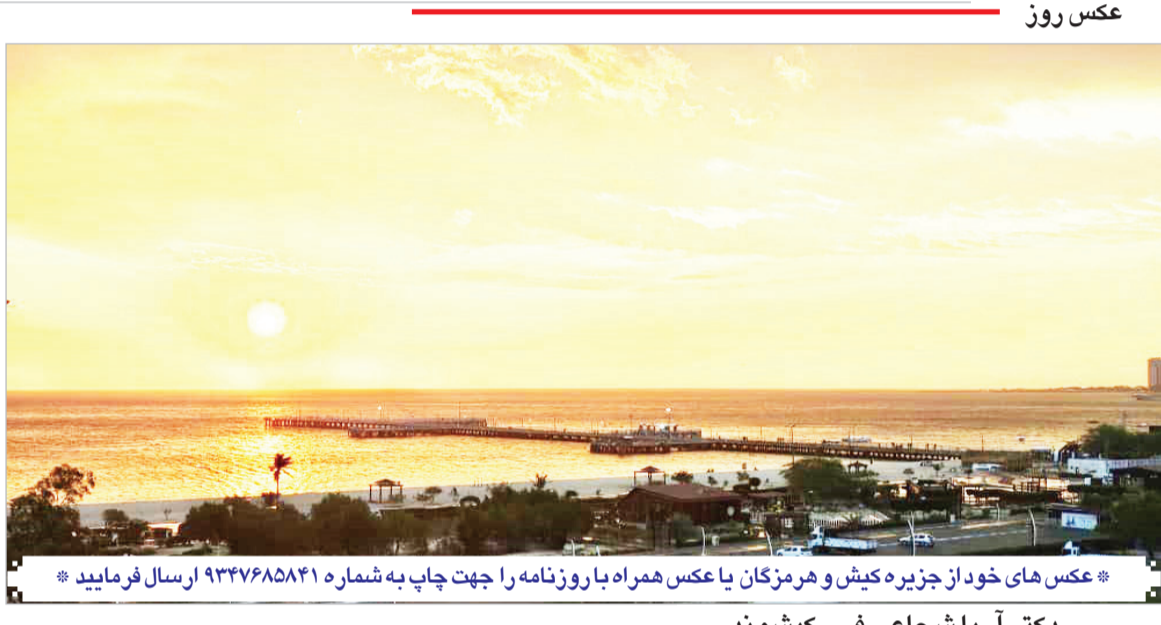 عکس روز
* عکس های خود از جزیره کیش و هرمزگان یا عکس همراه با روزنامه را جهت چاپ به شماره ۹۳۴۷۶۸۵۸۴۱ ارسال فرمایید *